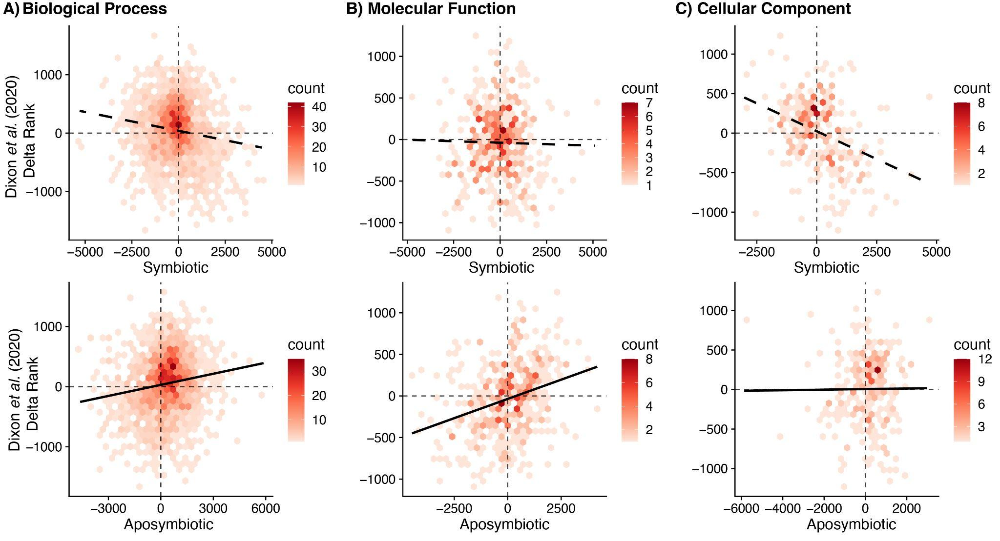 A) Biological Process
B) Molecular Function
C) Cellular Component
Dixon et al. (2020)
Delta Rank
1000
0
−1000
−5000 −2500 0 2500 5000
Symbiotic
count
40
30
20
10
1000
500
0
−500
−1000
−5000 −2500 0 2500 5000
Symbiotic
count
7
6
5
4
3
2
1
1000
500
0
−500
−1000
−2500 0 2500 5000
Symbiotic
count
8
6
4
2
Dixon et al. (2020)
Delta Rank
1000
0
−1000
−3000 0 3000 6000
Aposymbiotic
count
30
20
10
1000
500
0
−500
−1000
−2500 0 2500
Aposymbiotic
count
8
6
4
2
1000
500
0
−500
−1000
−6000 −4000 −2000 0 2000
Aposymbiotic
count
12
9
6
3